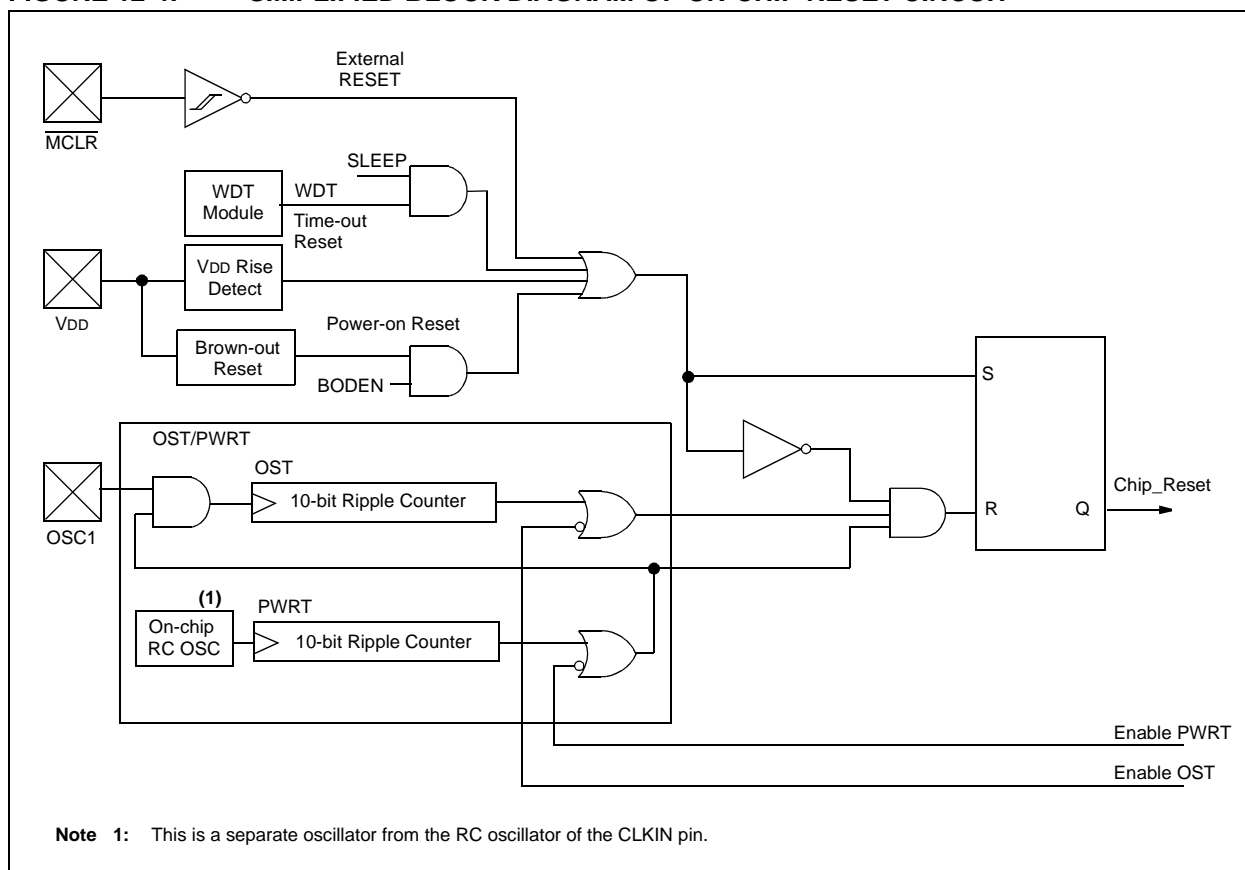 External
RESET
MCLR
SLEEP
WDT
Module
WDT
Time-out
Reset
VDD Rise
Detect
VDD
Power-on Reset
Brown-out
Reset
BODEN
S
OST/PWRT
OST
10-bit Ripple Counter
OSC1
Chip_Reset
R
Q
(1)
On-chip
RC OSC
PWRT
10-bit Ripple Counter
Enable PWRT
Enable OST
Note 1: This is a separate oscillator from the RC oscillator of the CLKIN pin.